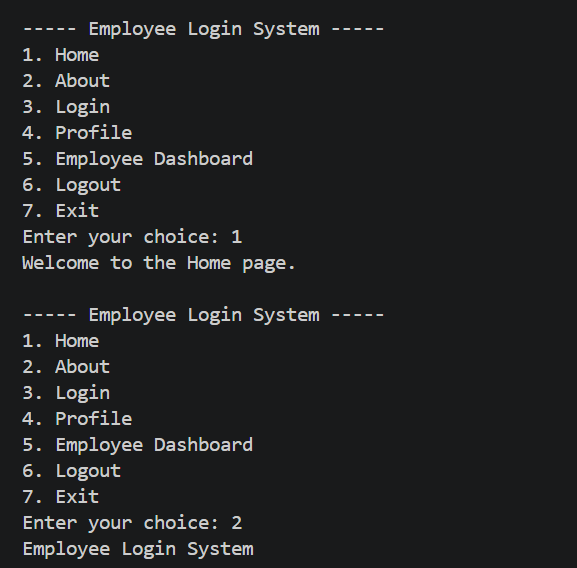 ----- Employee Login System -----
1. Home
2. About
3. Login
4. Profile
5. Employee Dashboard
6. Logout
7. Exit
Enter your choice: 1
Welcome to the Home page.

----- Employee Login System -----
1. Home
2. About
3. Login
4. Profile
5. Employee Dashboard
6. Logout
7. Exit
Enter your choice: 2
Employee Login System